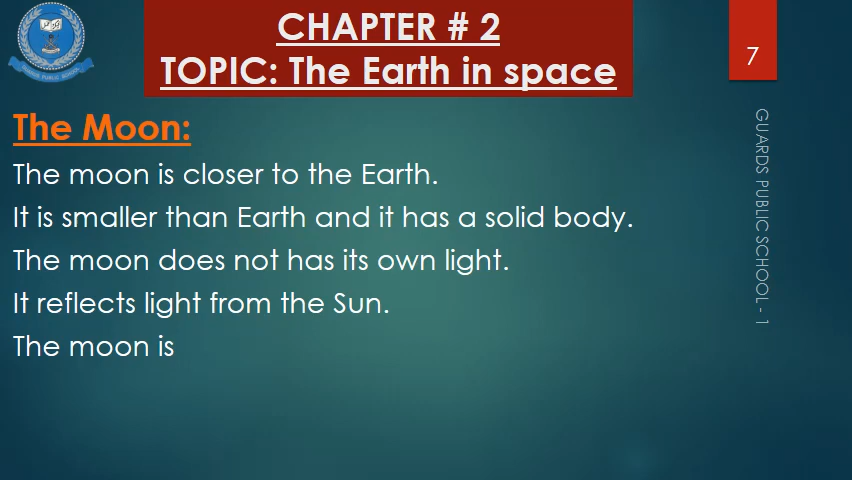 CHAPTER # 2
TOPIC: The Earth in space
7
The Moon:
The moon is closer to the Earth.
It is smaller than Earth and it has a solid body.
The moon does not has its own light.
It reflects light from the Sun.
The moon is
GUARDS PUBLIC SCHOOL - 1